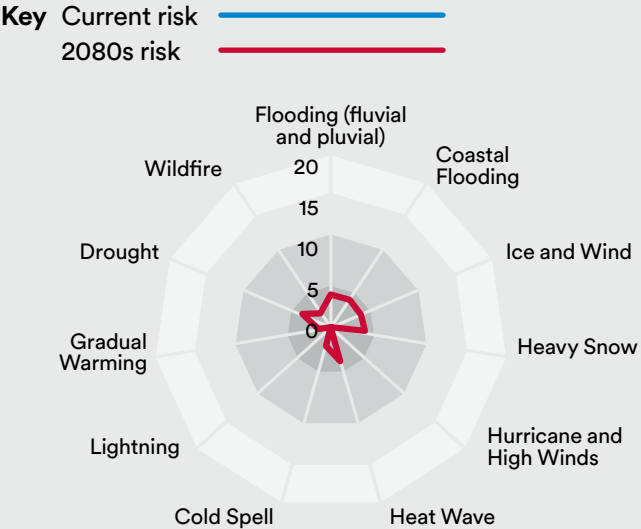 Key Current risk
2080s risk
Flooding (fluvial
and pluvial)
Coastal
Flooding
Wildfire
20
15
Drought
Ice and Wind
10
5
0
Gradual
Warming
Heavy Snow
Lightning
Hurricane and
High Winds
Cold Spell
Heat Wave